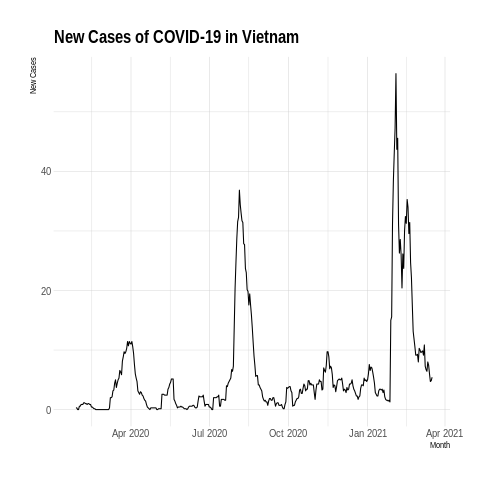 New Cases of COVID-19 in Vietnam
New Cases
40
20
0
Apr 2020
Jul 2020
Oct 2020
Jan 2021
Apr 2021
Month